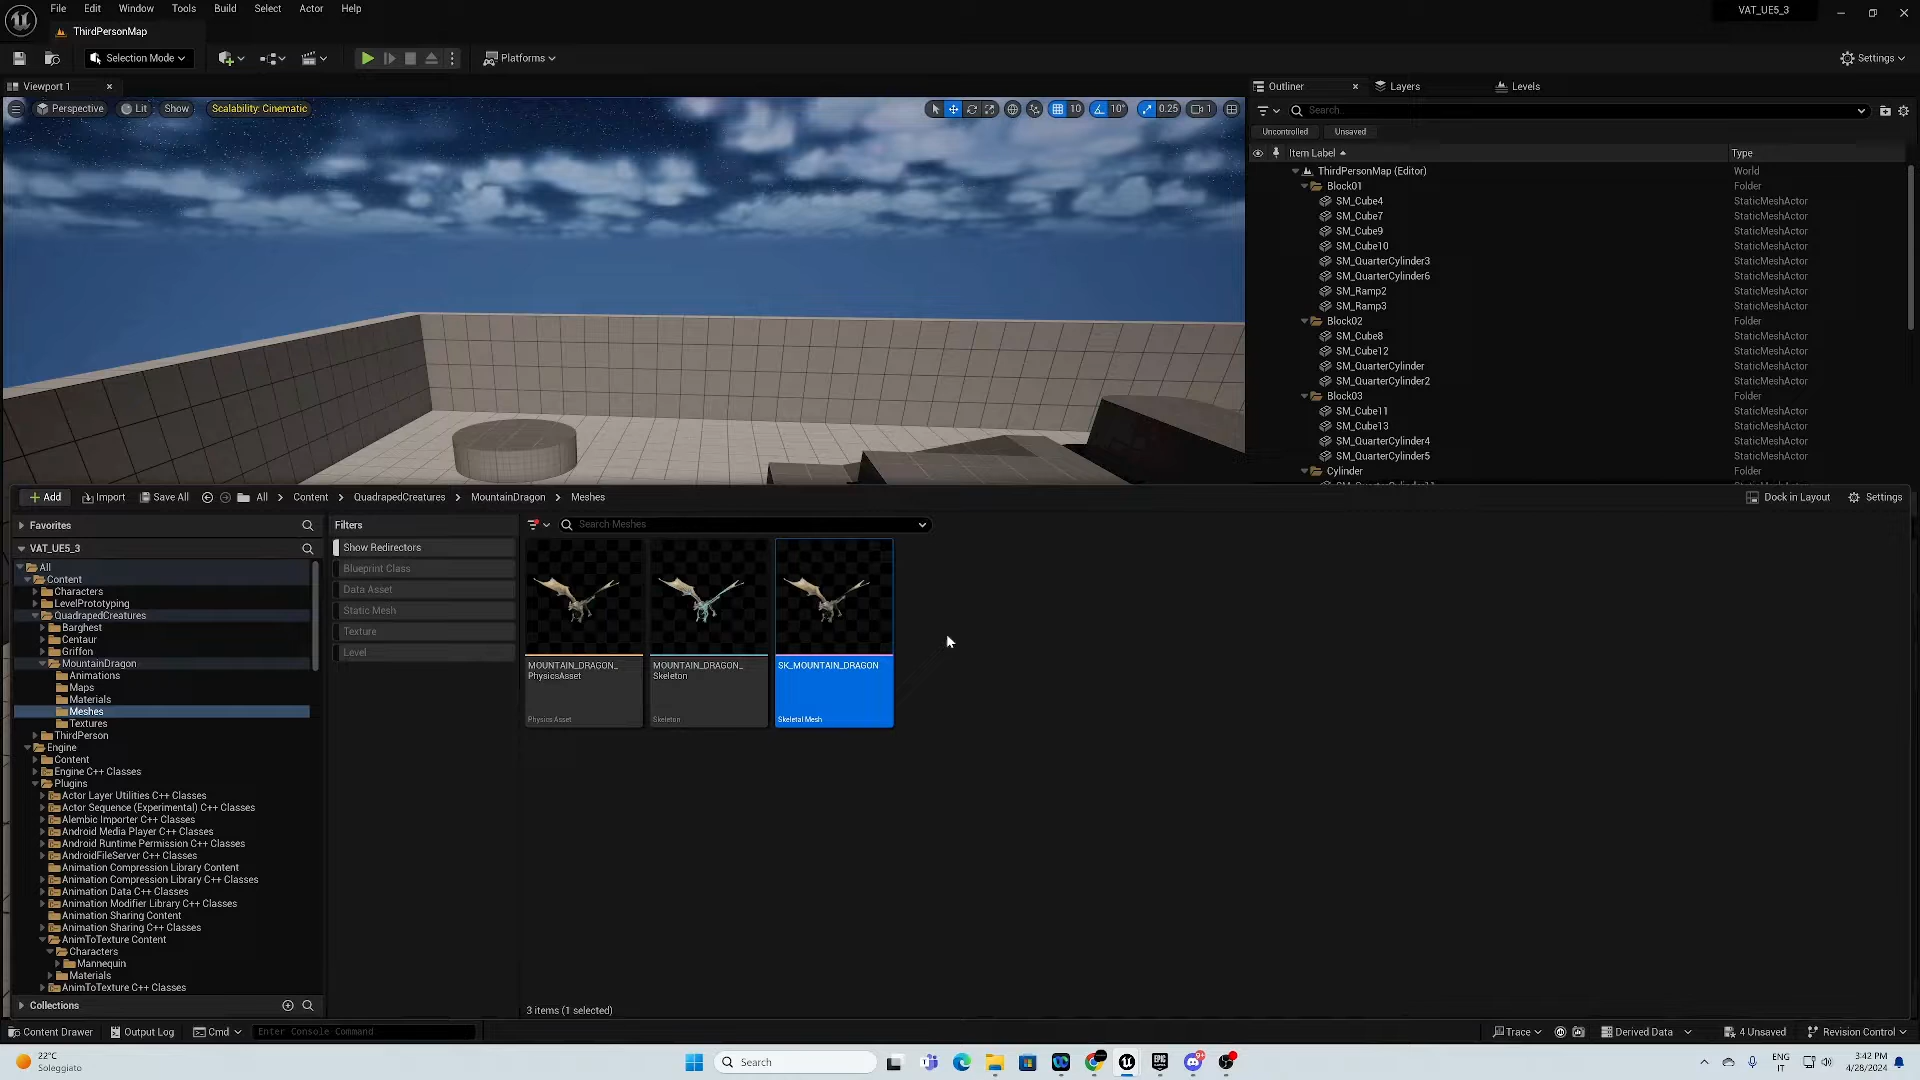 File Edit Window Tools Build Select Actor Help
VAT_UE5_3
ThirdPersonMap
Selection Mode
Platforms
Settings
Viewport 1
Outliner
Layers
Levels
Perspective
Lit
Show
Scalability: Cinematic
10
10°
0.25
1
Search...
Uncontrolled
Unsaved
Item Label
Type
ThirdPersonMap (Editor) World
Block01 Folder
SM_Cube4 StaticMeshActor
SM_Cube7 StaticMeshActor
SM_Cube9 StaticMeshActor
SM_Cube10 StaticMeshActor
SM_QuarterCylinder3 StaticMeshActor
SM_QuarterCylinder6 StaticMeshActor
SM_Ramp2 StaticMeshActor
SM_Ramp3 StaticMeshActor
Block02 Folder
SM_Cube8 StaticMeshActor
SM_Cube12 StaticMeshActor
SM_QuarterCylinder StaticMeshActor
SM_QuarterCylinder2 StaticMeshActor
Block03 Folder
SM_Cube11 StaticMeshActor
SM_Cube13 StaticMeshActor
SM_QuarterCylinder4 StaticMeshActor
SM_QuarterCylinder5 StaticMeshActor
Cylinder Folder
Add
Import
Save All
All > Content > QuadrapedCreatures > MountainDragon > Meshes
Dock in Layout
Settings
Favorites
VAT_UE5_3
All
Content
Characters
LevelPrototyping
QuadrapedCreatures
Barghest
Centaur
Griffon
MountainDragon
Animations
Maps
Materials
Meshes
Textures
ThirdPerson
Engine
Content
Engine C++ Classes
Plugins
Actor Layer Utilities C++ Classes
Actor Sequence (Experimental) C++ Classes
Alembic Importer C++ Classes
Android Media Player C++ Classes
Android Runtime Permission C++ Classes
AndroidFileServer C++ Classes
Animation Compression Library Content
Animation Compression Library C++ Classes
Animation Data C++ Classes
Animation Modifier Library C++ Classes
Animation Sharing Content
Animation Sharing C++ Classes
AnimToTexture Content
Characters
Mannequin
Materials
AnimToTexture C++ Classes
Collections
Filters
Show Redirectors
Blueprint Class
Data Asset
Static Mesh
Texture
Level
Search Meshes
MOUNTAIN_DRAGON_
PhysicsAsset
Physics Asset
MOUNTAIN_DRAGON_
Skeleton
Skeleton
SK_MOUNTAIN_DRAGON
Skeletal Mesh
3 items (1 selected)
Content Drawer
Output Log
Cmd
Enter Console Command
Trace
Derived Data
4 Unsaved
Revision Control
22°C
Soleggiato
Search
ENG
IT
3:42 PM
4/28/2024